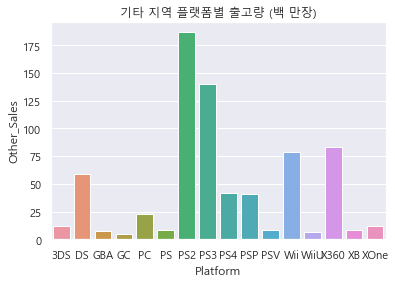 기타 지역 플랫폼별 출고량 (백 만장)
Other_Sales
175
150
125
100
75
50
25
0
3DS DS GBA GC PC PS PS2 PS3 PS4 PSP PSV Wii WiiU X360 XB XOne
Platform